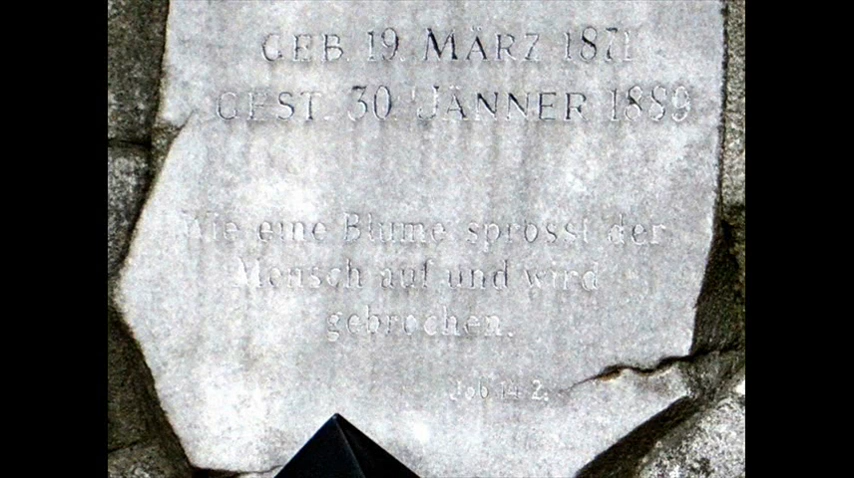 GEB. 19. MÄRZ 1871
GEST. 30. JÄNNER 1889
Wie eine Blume sprosst der
Mensch auf und wird
gebrochen.
Job 14. 2.